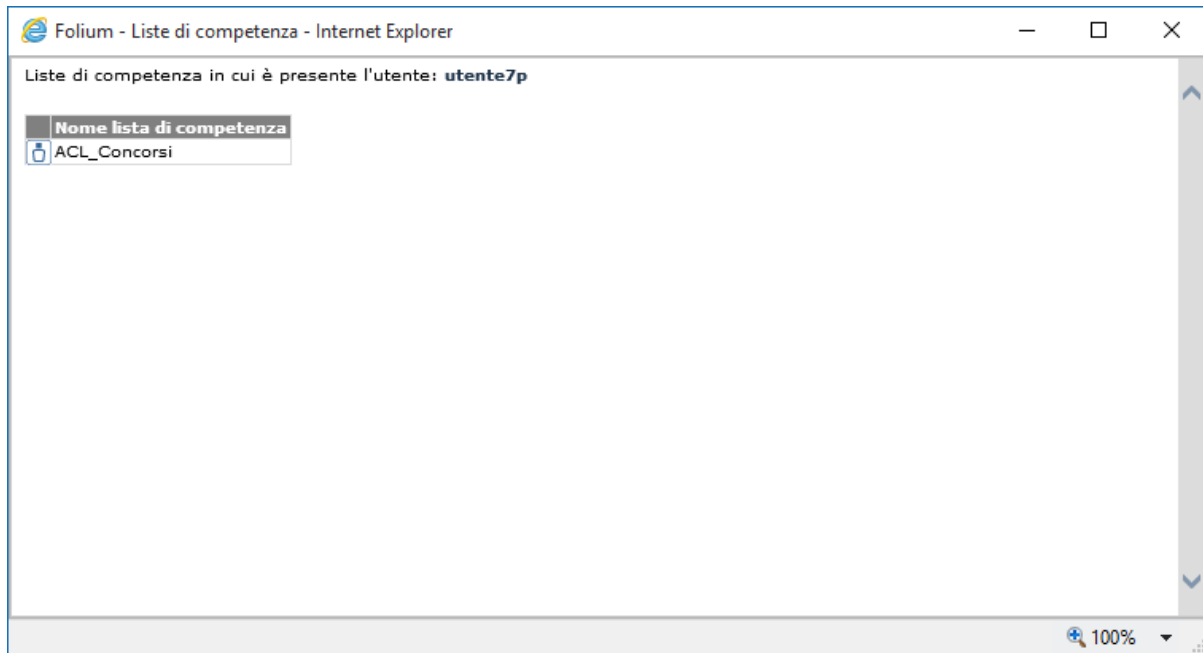 Folium - Liste di competenza - Internet Explorer
Liste di competenza in cui è presente l'utente: utente7p
Nome lista di competenza
ACL_Concorsi
100%